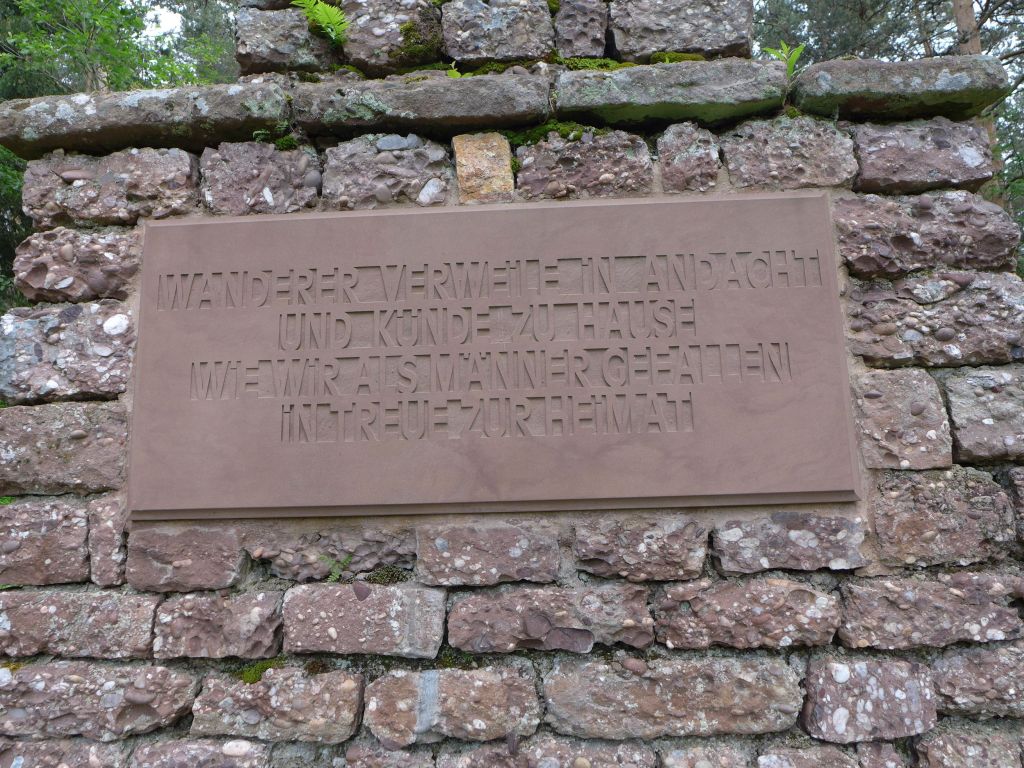 WANDERER VERWEiLE iN ANDACHT
UND KÜNDE ZU HAUSE
WiE WiR ALS MÄNNER GEFALLEN
iN TREUE ZUR HEiMAT